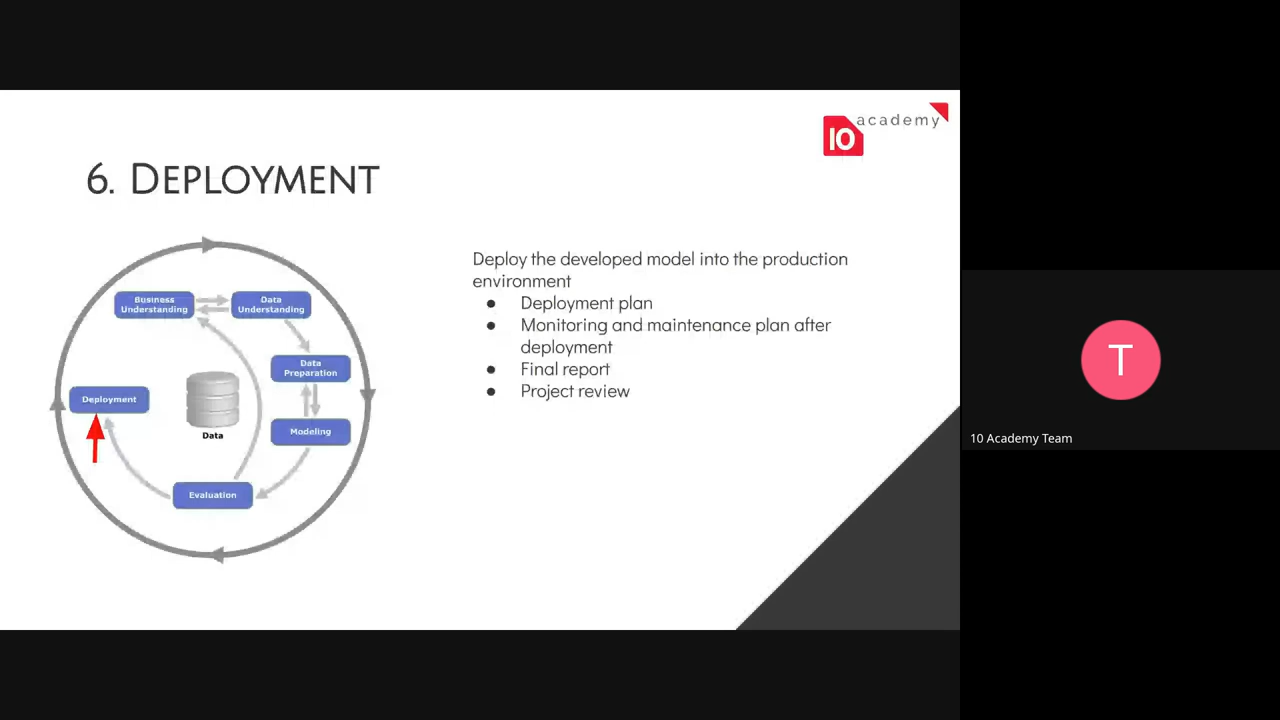 10 academy
6. DEPLOYMENT
Business
Understanding
Data
Understanding
Data
Preparation
Deployment
Modeling
Data
Evaluation
Deploy the developed model into the production
environment
● Deployment plan
● Monitoring and maintenance plan after
deployment
● Final report
● Project review
T
10 Academy Team